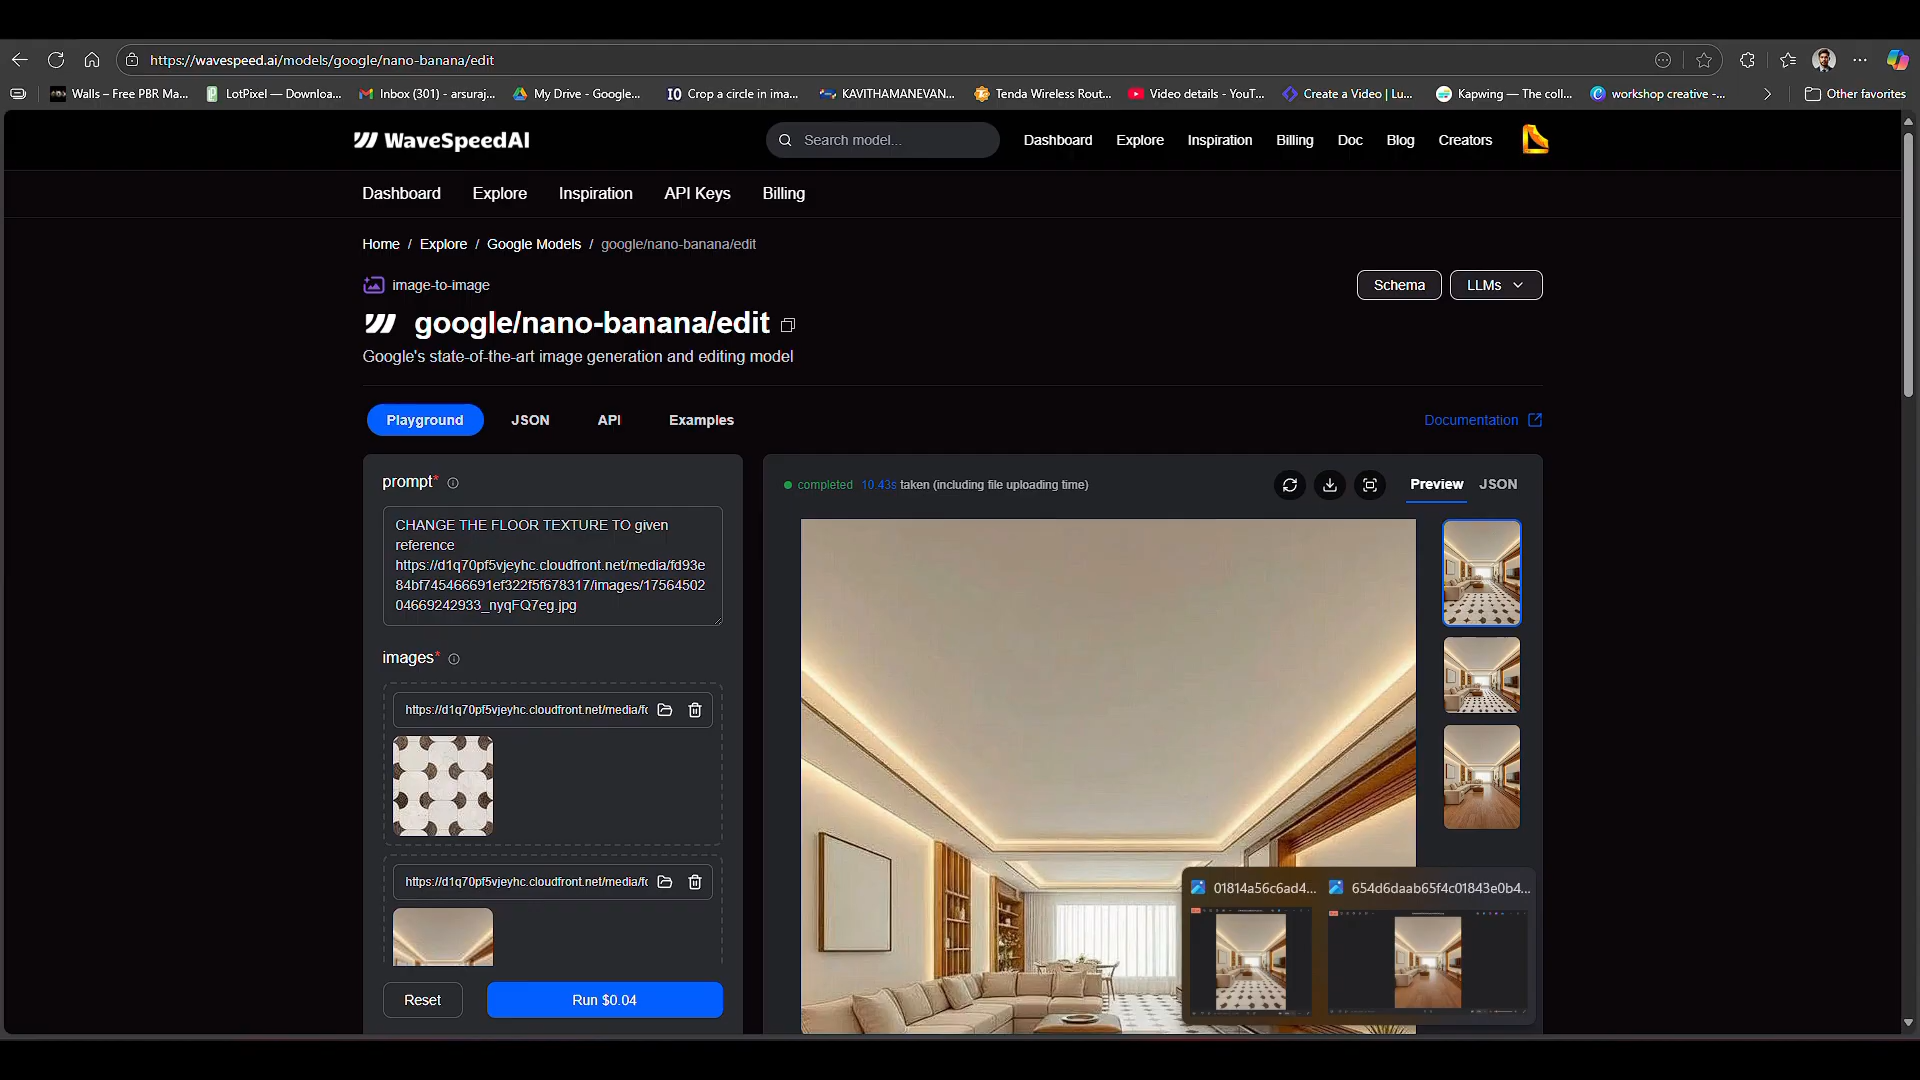 https://wavespeed.ai/models/google/nano-banana/edit
Walls – Free PBR Ma...
LotPixel — Downloa...
Inbox (301) - arsuraj...
My Drive - Google...
IO Crop a circle in ima...
KAVITHAMANEVAN...
Tenda Wireless Rout...
Video details - YouT...
Create a Video | Lu...
Kapwing — The coll...
workshop creative -...
Other favorites
WaveSpeedAI
Search model...
Dashboard
Explore
Inspiration
Billing
Doc
Blog
Creators
Dashboard
Explore
Inspiration
API Keys
Billing
Home / Explore / Google Models / google/nano-banana/edit
image-to-image
Schema
LLMs
google/nano-banana/edit
Google's state-of-the-art image generation and editing model
Playground
JSON
API
Examples
Documentation
prompt*
completed 10.43s taken (including file uploading time)
Preview
JSON
CHANGE THE FLOOR TEXTURE TO given
reference
https://d1q70pf5vjeyhc.cloudfront.net/media/fd93e
84bf745466691ef322f5f678317/images/17564502
04669242933_nyqFQ7eg.jpg
images*
https://d1q70pf5vjeyhc.cloudfront.net/media/fc
https://d1q70pf5vjeyhc.cloudfront.net/media/fc
01814a56c6ad4...
654d6daab65f4c01843e0b4...
Reset
Run $0.04